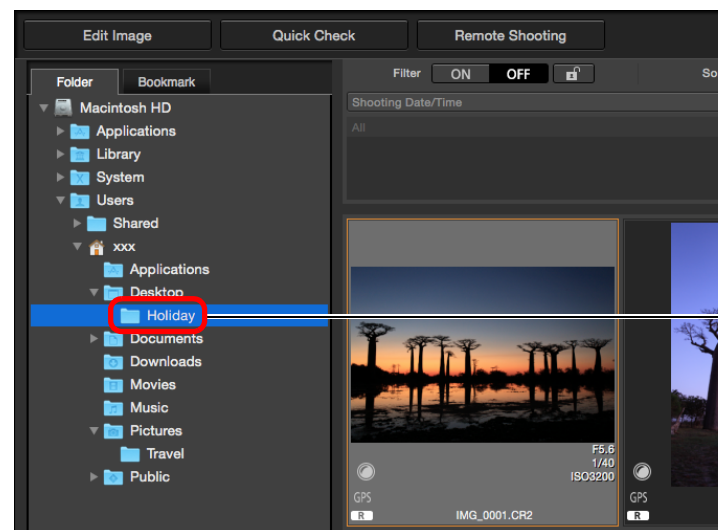 Edit Image
Quick Check
Remote Shooting
Folder
Bookmark
Filter
ON
OFF
So
Macintosh HD
Applications
Library
System
Users
Shared
xxx
Applications
Desktop
Holiday
Documents
Downloads
Movies
Music
Pictures
Travel
Public
Shooting Date/Time
All
F5.6
1/40
ISO3200
GPS
R
IMG_0001.CR2
GPS
R